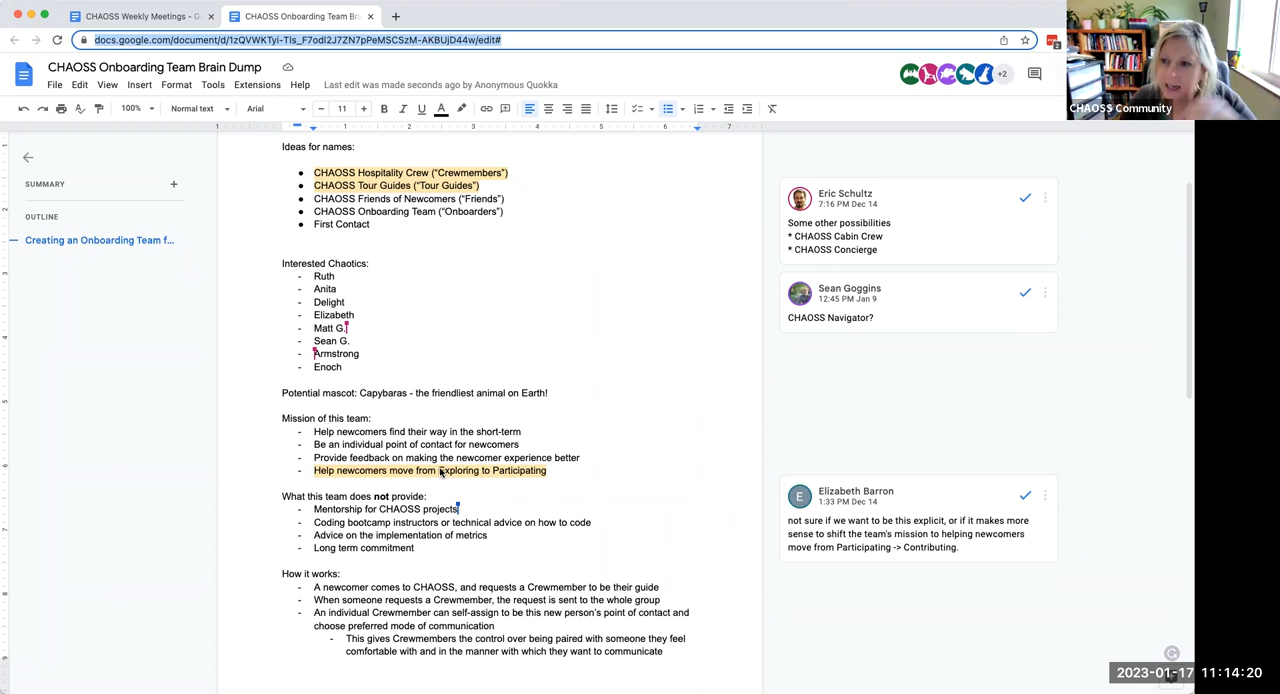 CHAOSS Weekly Meetings - G
CHAOSS Onboarding Team Bra
docs.google.com/document/d/1zQVWKTyi-TIs_F7odl2J7ZN7pPeMSCSzM-AKBUjD44w/edit#
2
CHAOSS Onboarding Team Brain Dump
File Edit View Insert Format Tools Extensions Help Last edit was made seconds ago by Anonymous Quokka
+2
CHAOSS Community
100% Normal text Arial 11
1 1 2 3 4 5 6 7
SUMMARY
OUTLINE
Creating an Onboarding Team f...
Ideas for names:
● CHAOSS Hospitality Crew (“Crewmembers”)
● CHAOSS Tour Guides (“Tour Guides”)
● CHAOSS Friends of Newcomers (“Friends”)
● CHAOSS Onboarding Team (“Onboarders”)
● First Contact
Interested Chaotics:
- Ruth
- Anita
- Delight
- Elizabeth
- Matt G.
- Sean G.
- Armstrong
- Enoch
Potential mascot: Capybaras - the friendliest animal on Earth!
Mission of this team:
- Help newcomers find their way in the short-term
- Be an individual point of contact for newcomers
- Provide feedback on making the newcomer experience better
- Help newcomers move from Exploring to Participating
What this team does not provide:
- Mentorship for CHAOSS projects
- Coding bootcamp instructors or technical advice on how to code
- Advice on the implementation of metrics
- Long term commitment
How it works:
- A newcomer comes to CHAOSS, and requests a Crewmember to be their guide
- When someone requests a Crewmember, the request is sent to the whole group
- An individual Crewmember can self-assign to be this new person's point of contact and
choose preferred mode of communication
- This gives Crewmembers the control over being paired with someone they feel
comfortable with and in the manner with which they want to communicate
Eric Schultz
7:16 PM Dec 14
Some other possibilities
* CHAOSS Cabin Crew
* CHAOSS Concierge
Sean Goggins
12:45 PM Jan 9
CHAOSS Navigator?
E
Elizabeth Barron
1:33 PM Dec 14
not sure if we want to be this explicit, or if it makes more
sense to shift the team's mission to helping newcomers
move from Participating -> Contributing.
2023-01-17 11:14:20